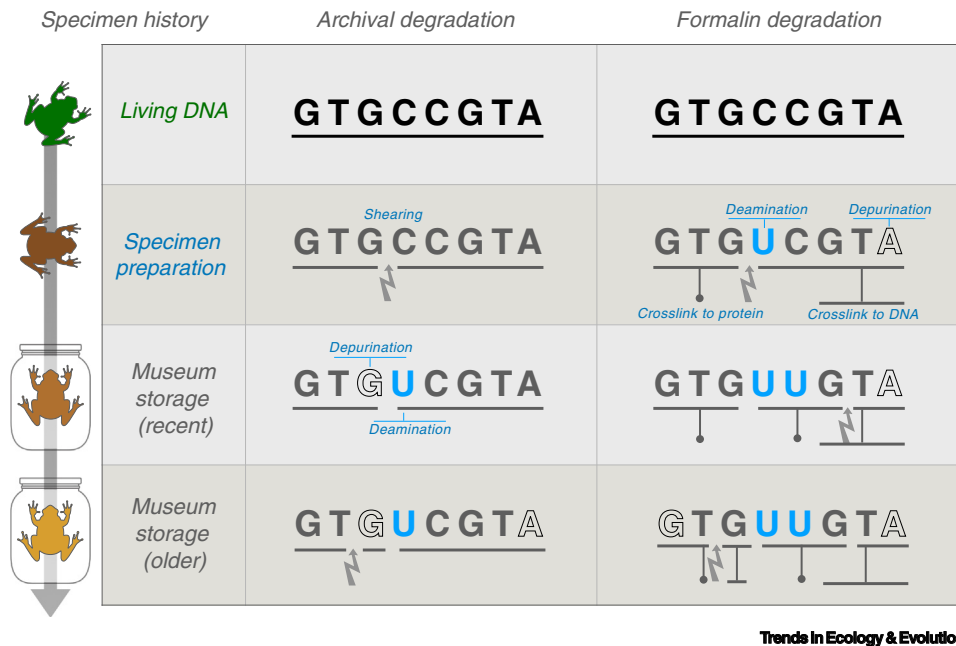 Specimen history
Archival degradation
Formalin degradation
Living DNA
GTGCCGTA
GTGCCGTA
Specimen
preparation
Shearing
GTGCCGTA
Deamination
Depurination
GTGUCGTA
Crosslink to protein
Crosslink to DNA
Museum
storage
(recent)
Depurination
GTGUCGTA
Deamination
GTGUUGTA
Museum
storage
(older)
GTGUCGTA
GTGUUGTA
Trends in Ecology & Evolutio